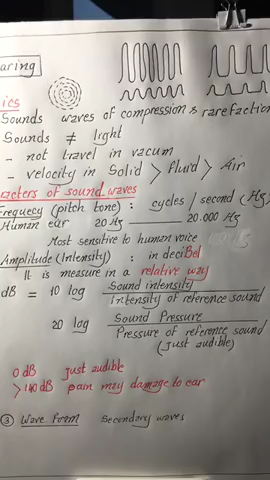 aring
ics
Sounds waves of compression & rarefaction
Sounds ≠ light
- not travel in vacum
- velocity in Solid > fluid > Air
acters of sound waves
Frequecy (pitch tone) : cycles / second (Hz)
Human ear 20 Hz ____ 20.000 Hz
Most sensitive to human voice
Amplitude (Intensity) : in deciBel
It is measure in a relative way
dB = 10 log Sound intensity
Intensity of reference sound
20 log Sound Pressure
Pressure of reference sound
(Just audible)
0 dB Just audible
>140 dB pain may damage to ear
③ Wave form Secondary waves